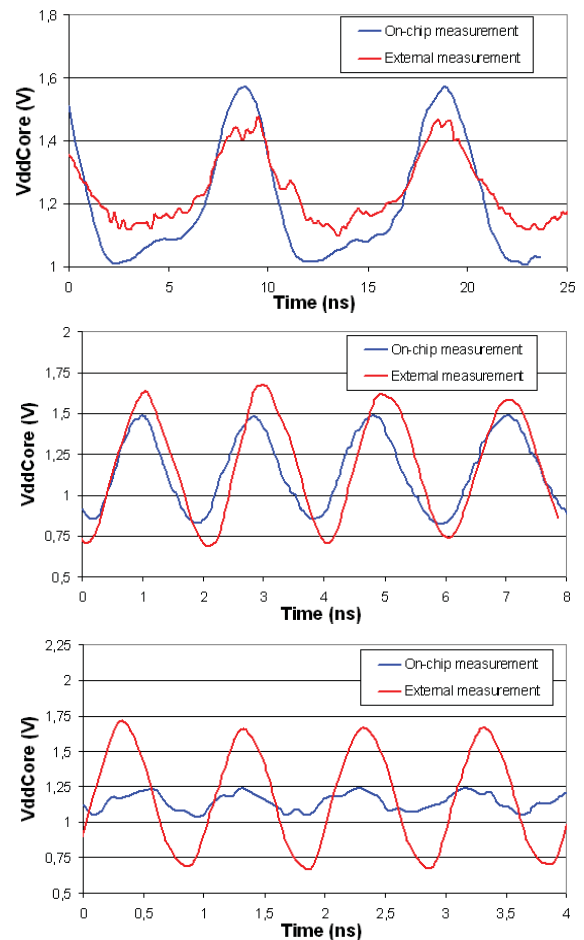 1,8
On-chip measurement
External measurement
1,6
VddCore (V)
1,4
1,2
1
0 5 10 15 20 25
Time (ns)
2
On-chip measurement
External measurement
1,75
1,5
VddCore (V)
1,25
1
0,75
0,5
0 1 2 3 4 5 6 7 8
Time (ns)
2,25
On-chip measurement
External measurement
2
1,75
VddCore (V)
1,5
1,25
1
0,75
0,5
0 0,5 1 1,5 2 2,5 3 3,5 4
Time (ns)